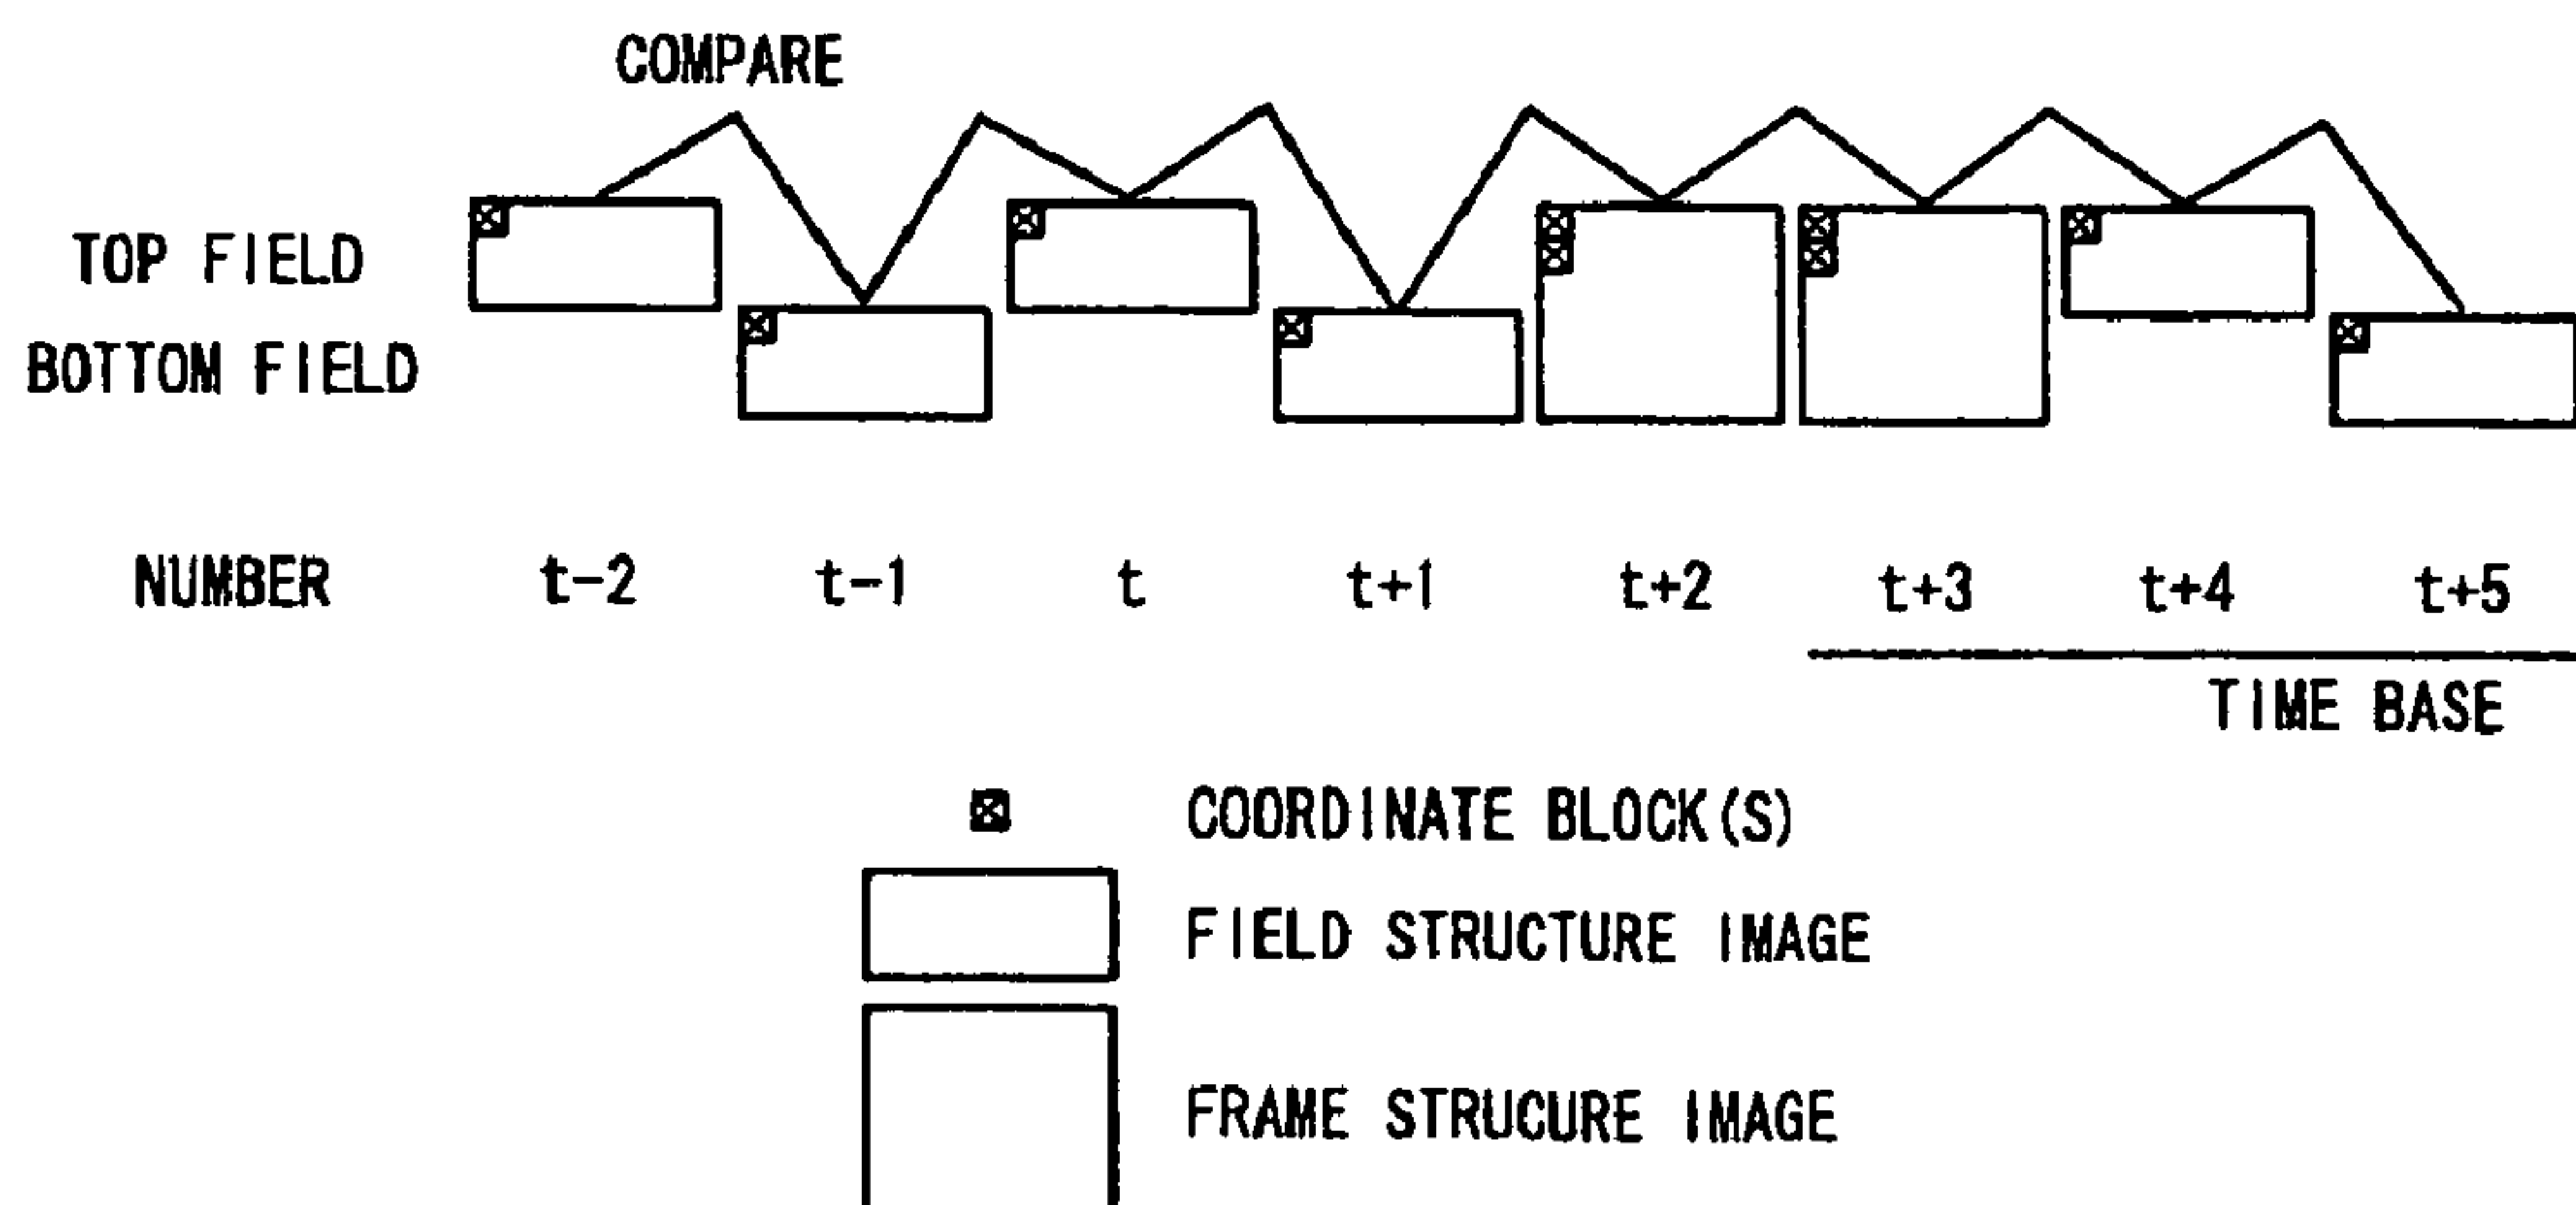 COMPARE
TOP FIELD
BOTTOM FIELD
NUMBER t-2 t-1 t t+1 t+2 t+3 t+4 t+5
TIME BASE
COORDINATE BLOCK(S)
FIELD STRUCTURE IMAGE
FRAME STRUCURE IMAGE